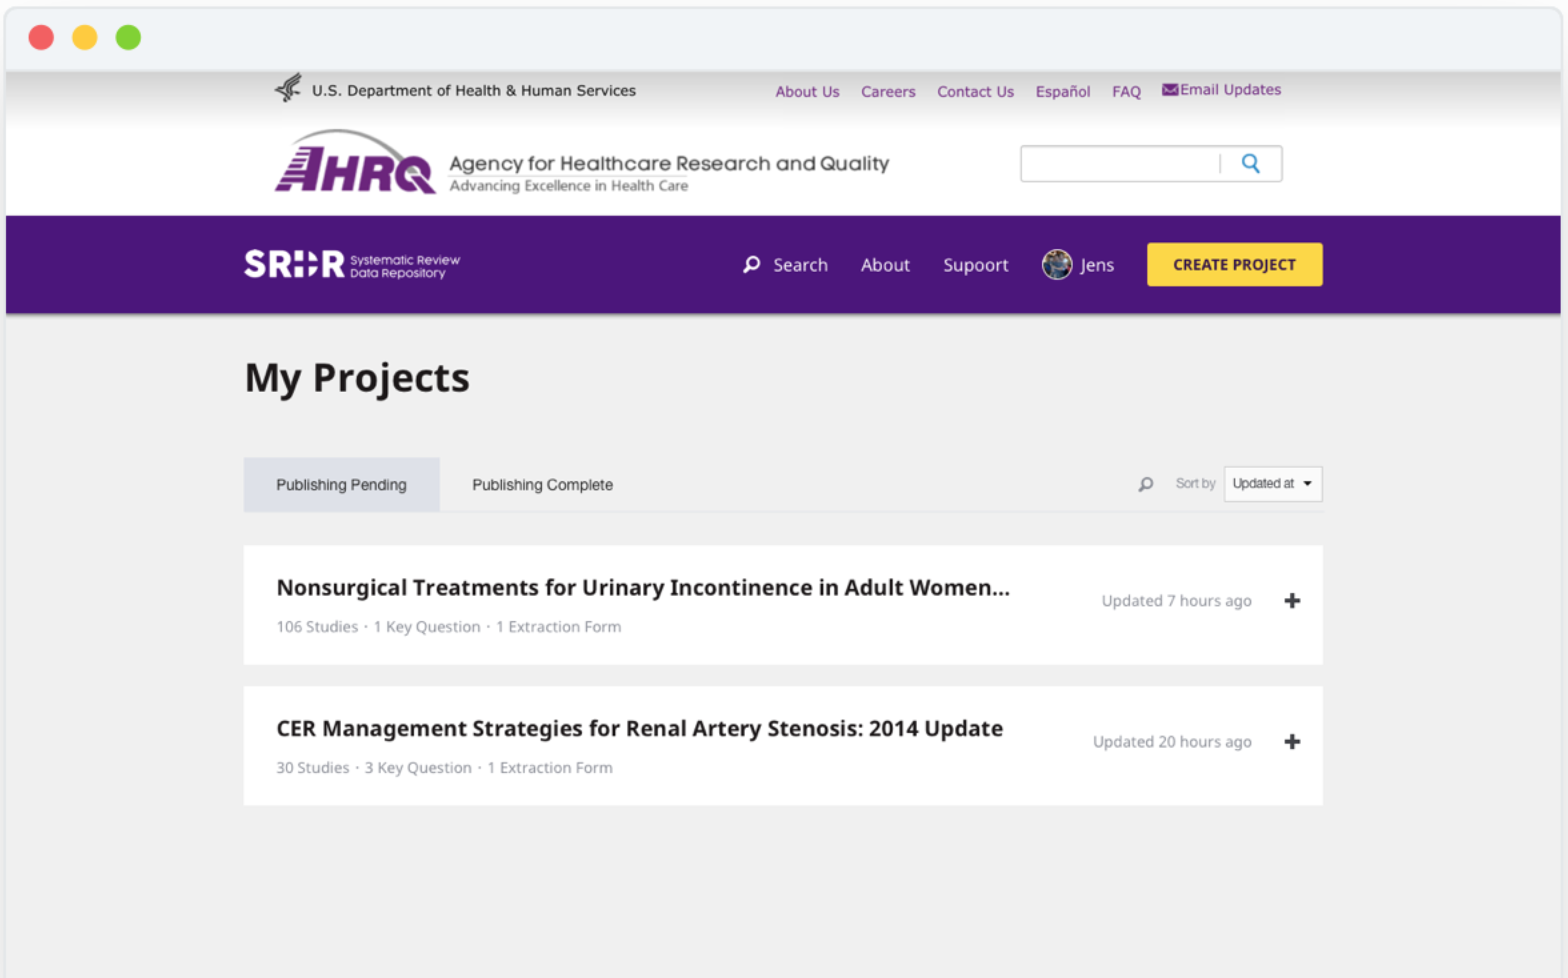 U.S. Department of Health & Human Services
About Us Careers Contact Us Español FAQ Email Updates
AHRQ
Agency for Healthcare Research and Quality
Advancing Excellence in Health Care
SRDR Systematic Review
Data Repository
Search About Supoort Jens CREATE PROJECT
My Projects
Publishing Pending Publishing Complete Sort by Updated at
Nonsurgical Treatments for Urinary Incontinence in Adult Women...
Updated 7 hours ago
106 Studies · 1 Key Question · 1 Extraction Form
CER Management Strategies for Renal Artery Stenosis: 2014 Update
Updated 20 hours ago
30 Studies · 3 Key Question · 1 Extraction Form